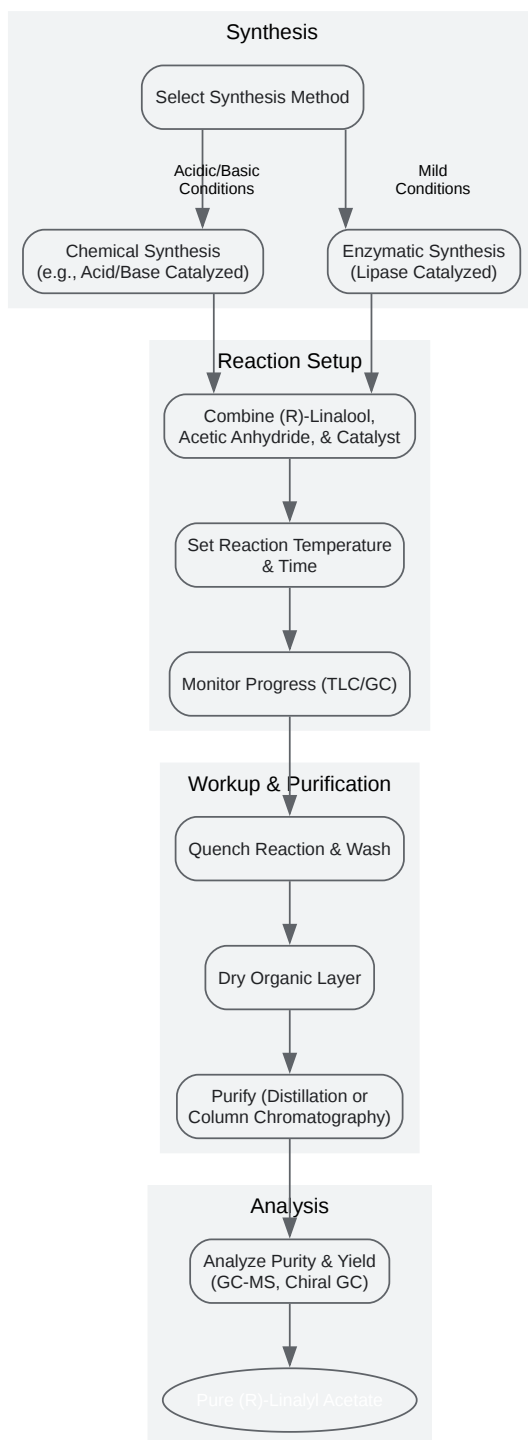 Synthesis
Select Synthesis Method
Acidic/Basic
Conditions
Mild
Conditions
Chemical Synthesis
(e.g., Acid/Base Catalyzed)
Enzymatic Synthesis
(Lipase Catalyzed)
Reaction Setup
Combine (R)-Linalool,
Acetic Anhydride, & Catalyst
Set Reaction Temperature
& Time
Monitor Progress (TLC/GC)
Workup & Purification
Quench Reaction & Wash
Dry Organic Layer
Purify (Distillation or
Column Chromatography)
Analysis
Analyze Purity & Yield
(GC-MS, Chiral GC)
Pure (R)-Linalyl Acetate